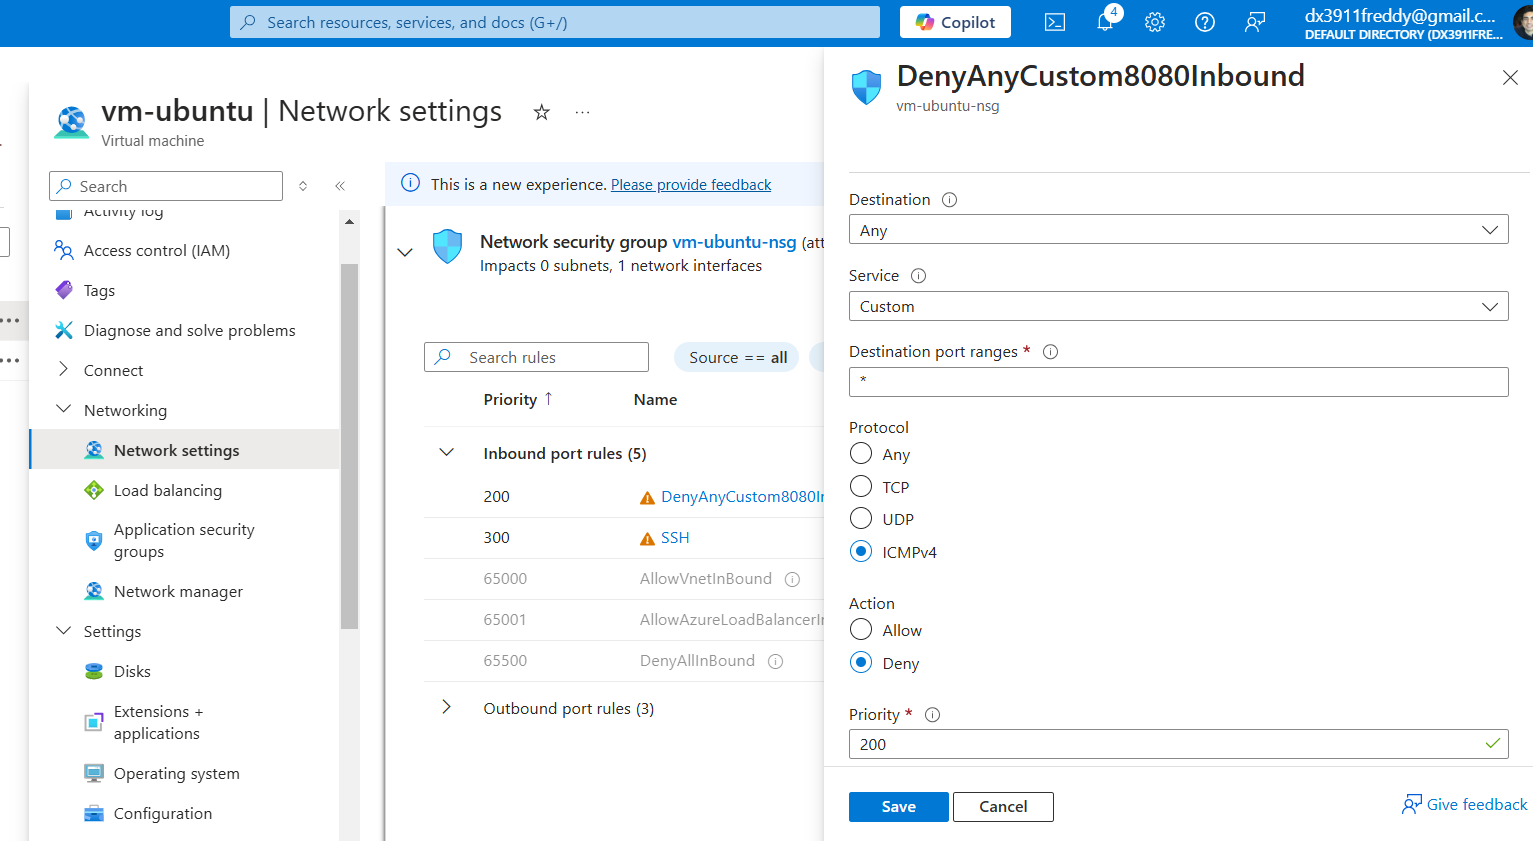 Search resources, services, and docs (G+/)
Copilot
4
dx3911freddy@gmail.c...
DEFAULT DIRECTORY (DX3911FRE...
vm-ubuntu | Network settings
Virtual machine
Search
Activity log
Access control (IAM)
Tags
Diagnose and solve problems
Connect
Networking
Network settings
Load balancing
Application security
groups
Network manager
Settings
Disks
Extensions +
applications
Operating system
Configuration
This is a new experience. Please provide feedback
Network security group vm-ubuntu-nsg (att
Impacts 0 subnets, 1 network interfaces
Search rules
Source == all
Priority ↑ Name
Inbound port rules (5)
200 DenyAnyCustom8080In
300 SSH
65000 AllowVnetInBound
65001 AllowAzureLoadBalancerIn
65500 DenyAllInBound
Outbound port rules (3)
DenyAnyCustom8080Inbound
vm-ubuntu-nsg
Destination
Any
Service
Custom
Destination port ranges *
*
Protocol
Any
TCP
UDP
ICMPv4
Action
Allow
Deny
Priority *
200
Save
Cancel
Give feedback